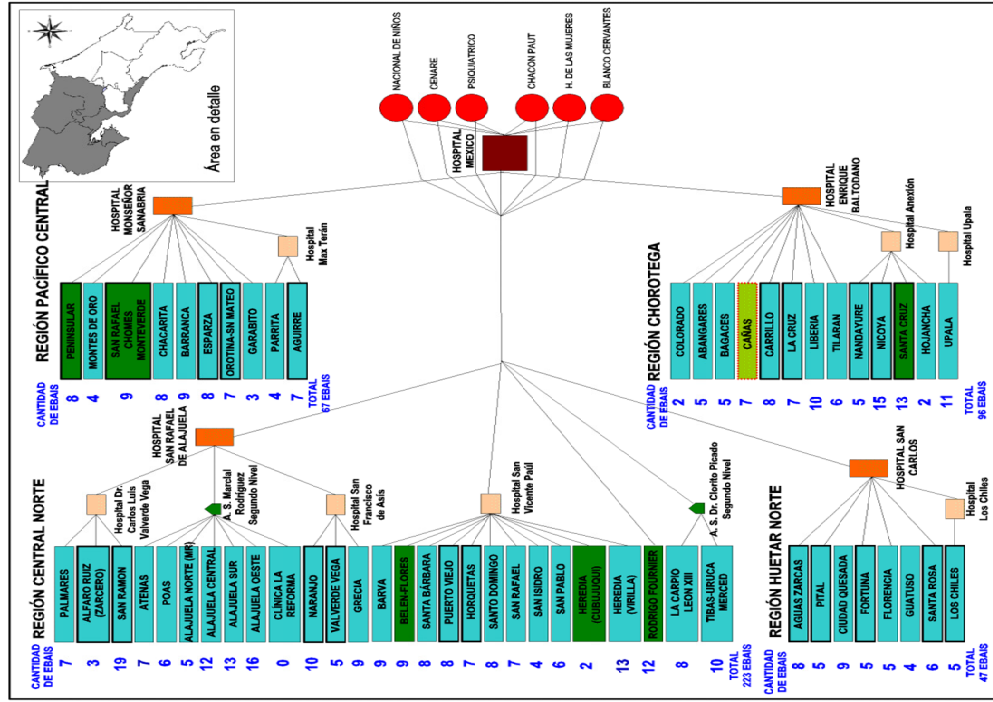 REGIÓN CENTRAL NORTE
CANTIDAD
DE EBAIS
7 PALMARES
3 ALFARO RUIZ
(ZARCERO)
19 SAN RAMON
7 ATENAS
6 POAS
5 ALAJUELA NORTE (MR)
12 ALAJUELA CENTRAL
13 ALAJUELA SUR
16 ALAJUELA OESTE
0 CLÍNICA LA
REFORMA
10 NARANJO
5 VALVERDE VEGA
9 GRECIA
9 BARVA
9 BELEN-FLORES
8 SANTA BARBARA
8 PUERTO VIEJO
7 HORQUETAS
8 SANTO DOMINGO
7 SAN RAFAEL
4 SAN ISIDRO
6 SAN PABLO
2 HEREDIA
(CUBUJUQUI)
13 HEREDIA
(VIRILLA)
12 RODRIGO FOURNIER
8 LA CARPIO
LEON XIII
10 TIBAS-URUCA
MERCED
TOTAL
223 EBAIS
Hospital Dr.
Carlos Luis
Valverde Vega
A. S. Marcial
Rodríguez
Segundo Nivel
Hospital San
Francisco
de Asis
Hospital San
Vicente Paúl
A. S. Dr. Clorito Picado
Segundo Nivel
HOSPITAL
SAN RAFAEL
DE ALAJUELA
REGIÓN PACÍFICO CENTRAL
CANTIDAD
DE EBAIS
8 PENINSULAR
4 MONTES DE ORO
9 SAN RAFAEL
CHOMES
MONTEVERDE
8 CHACARITA
9 BARRANCA
8 ESPARZA
7 OROTINA-SN MATEO
3 GARABITO
4 PARRITA
7 AGUIRRE
TOTAL
67 EBAIS
HOSPITAL
MONSEÑOR
SANABRIA
Hospital
Max Terán
Área en detalle
REGIÓN HUETAR NORTE
CANTIDAD
DE EBAIS
8 AGUAS ZARCAS
5 PITAL
9 CIUDAD QUESADA
5 FORTUNA
5 FLORENCIA
4 GUATUSO
6 SANTA ROSA
5 LOS CHILES
TOTAL
47 EBAIS
HOSPITAL SAN
CARLOS
Hospital
Los Chiles
REGIÓN CHOROTEGA
CANTIDAD
DE EBAIS
2 COLORADO
5 ABANGARES
5 BAGACES
7 CAÑAS
8 CARRILLO
7 LA CRUZ
10 LIBERIA
6 TILARAN
5 NANDAYURE
15 NICOYA
13 SANTA CRUZ
2 HOJANCHA
11 UPALA
TOTAL
96 EBAIS
HOSPITAL
ENRIQUE
BALTODANO
Hospital Anexión
Hospital Upala
HOSPITAL
MEXICO
NACIONAL DE NIÑOS
CENARE
PSIQUIATRICO
CHACON PAUT
H. DE LAS MUJERES
BLANCO CERVANTES